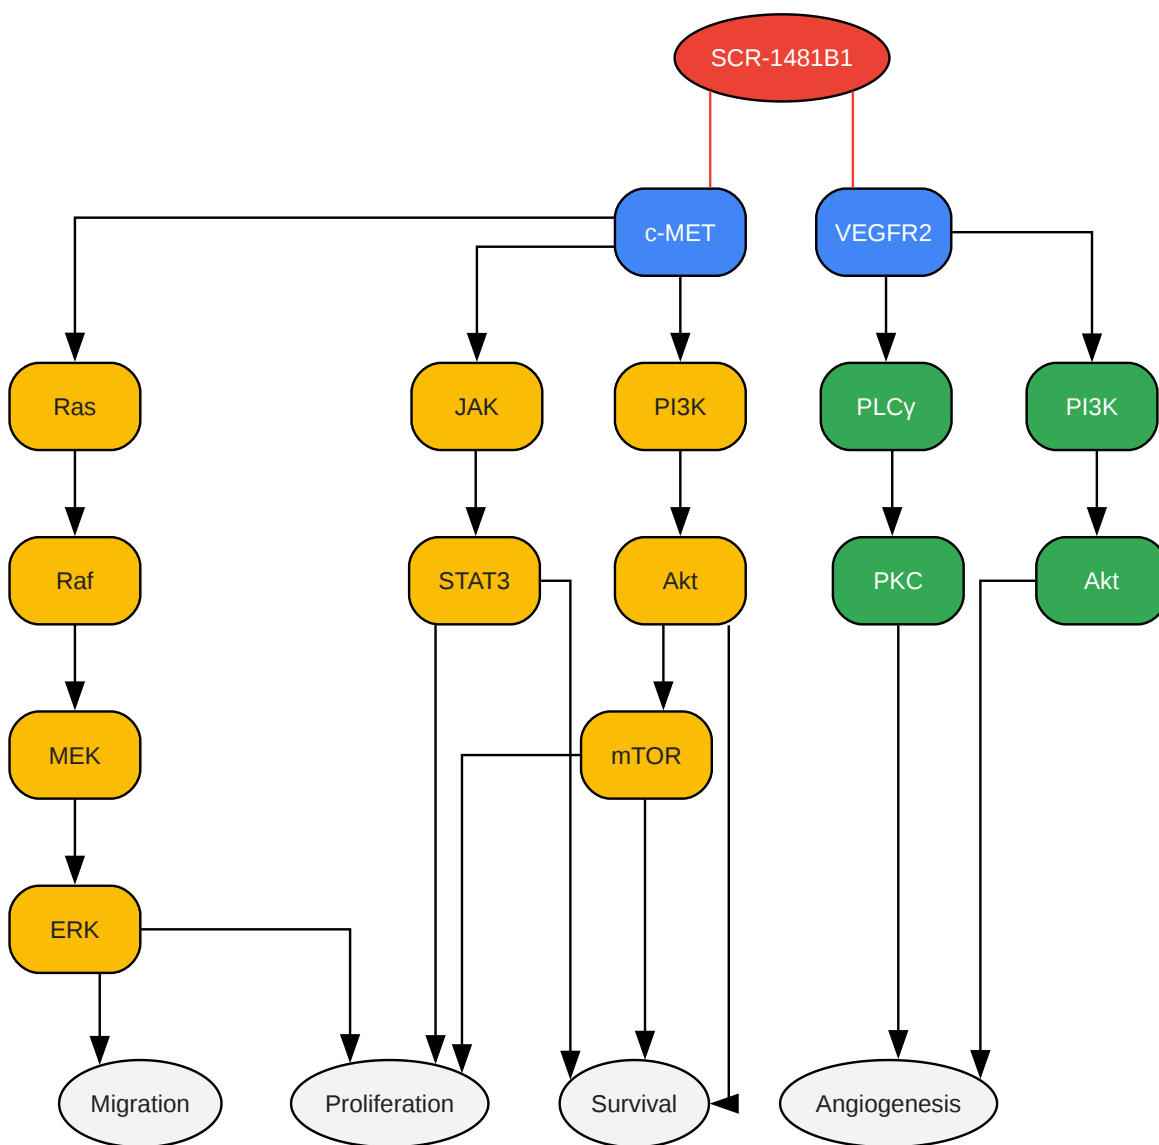 SCR-1481B1
c-MET
VEGFR2
Ras
JAK
PI3K
PLCγ
PI3K
Raf
STAT3
Akt
PKC
Akt
MEK
mTOR
ERK
Migration
Proliferation
Survival
Angiogenesis